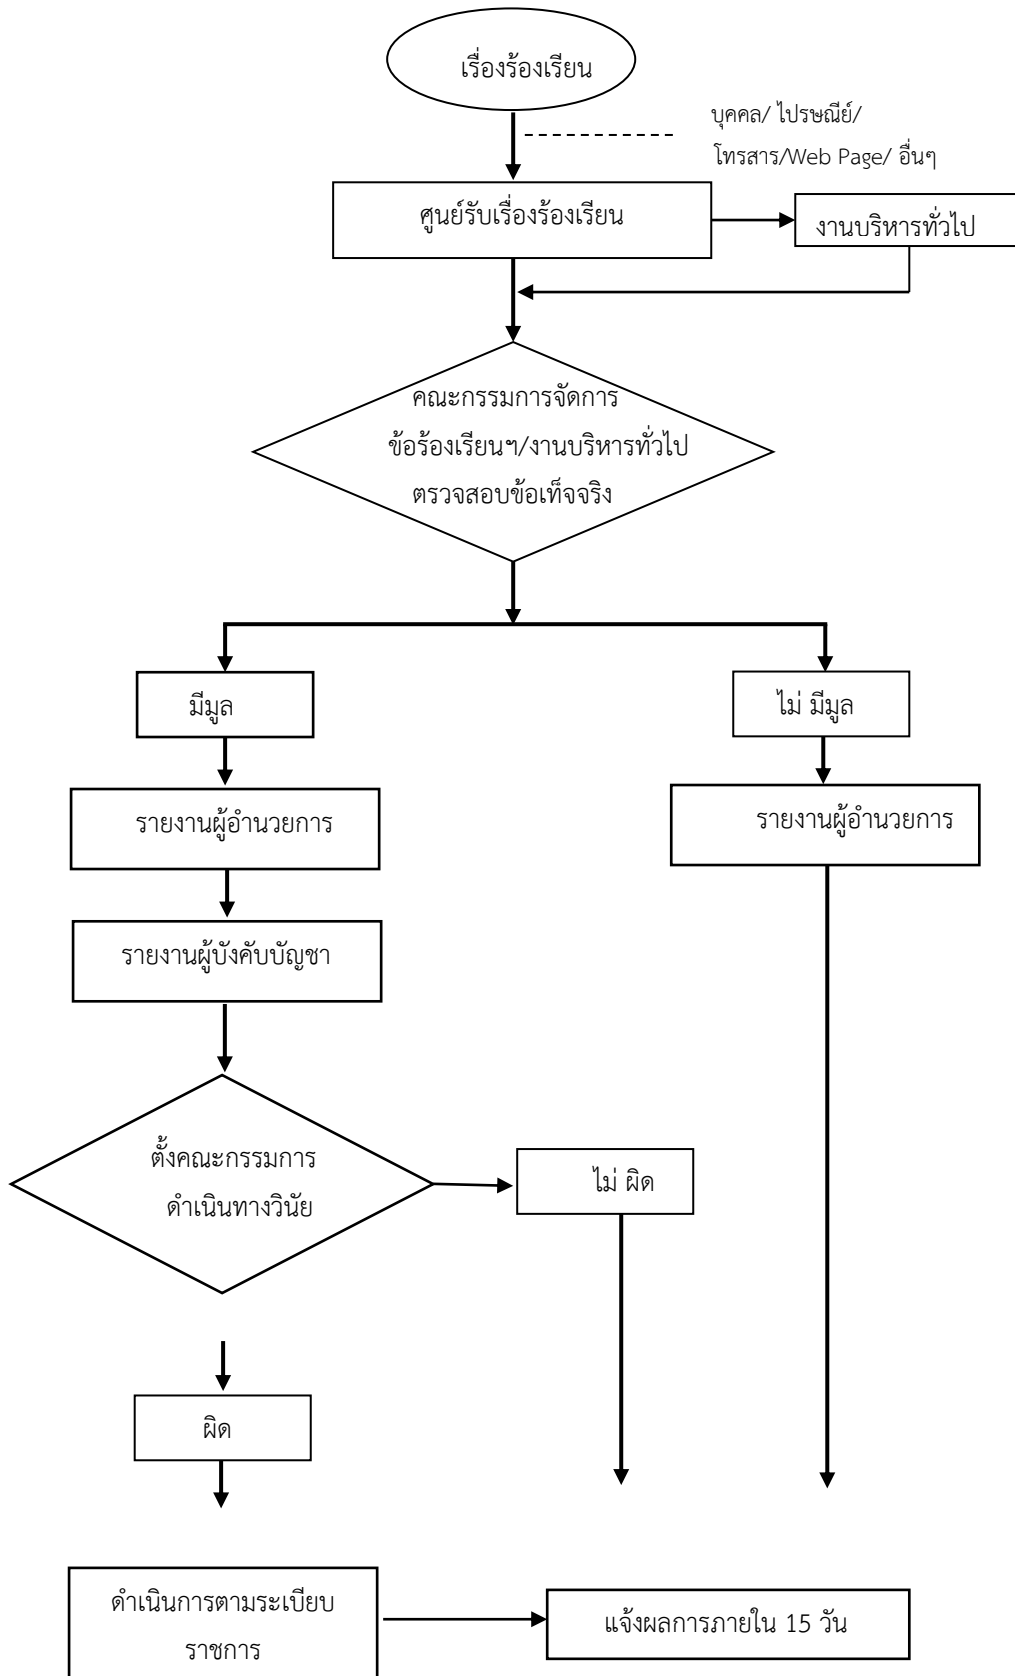 เรื่องร้องเรียน
บุคคล/ ไปรษณีย์/
โทรสาร/Web Page/ อื่นๆ
ศูนย์รับเรื่องร้องเรียน
งานบริหารทั่วไป
คณะกรรมการจัดการ
ข้อร้องเรียนฯ/งานบริหารทั่วไป
ตรวจสอบข้อเท็จจริง
มีมูล
ไม่ มีมูล
รายงานผู้อำนวยการ
รายงานผู้อำนวยการ
รายงานผู้บังคับบัญชา
ตั้งคณะกรรมการ
ดำเนินทางวินัย
ไม่ ผิด
ผิด
ดำเนินการตามระเบียบ
ราชการ
แจ้งผลการภายใน 15 วัน